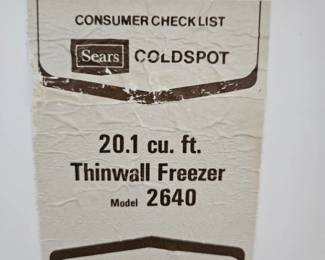 CONSUMER CHECK LIST
Sears COLDSPOT
20.1 cu. ft.
Thinwall Freezer
Model 2640